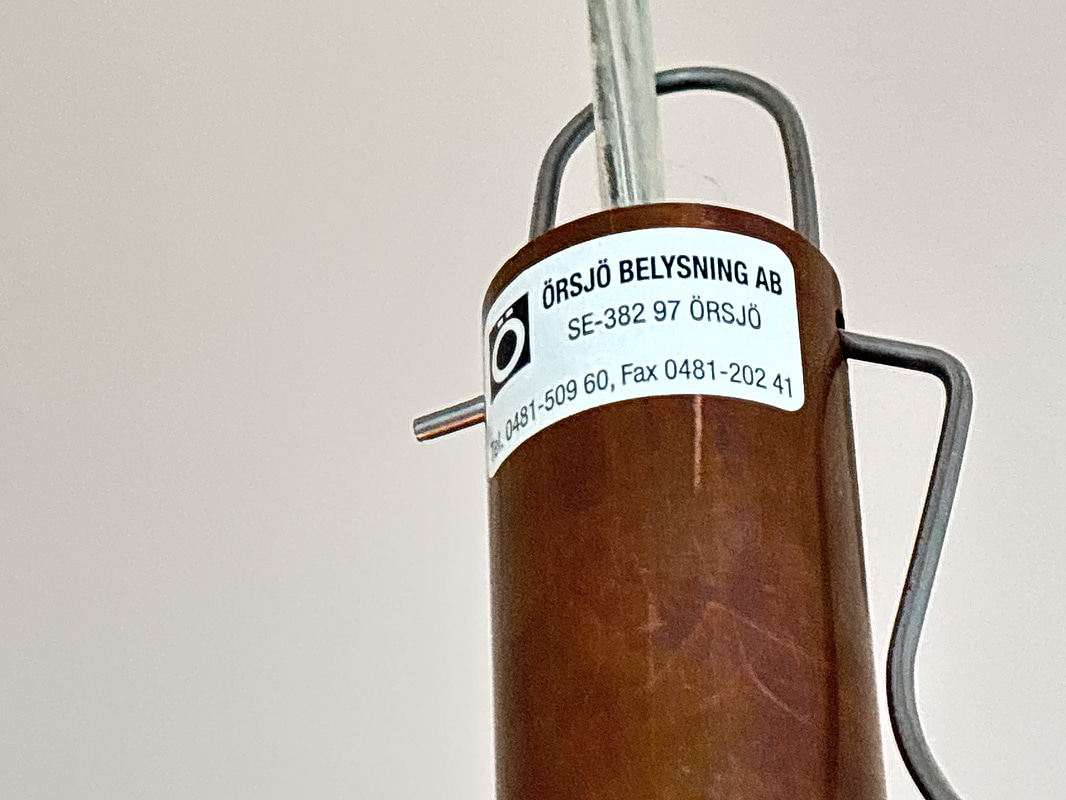 ÖRSJÖ BELYSNING AB
SE-382 97 ÖRSJÖ
Ö
Tel. 0481-509 60, Fax 0481-202 41